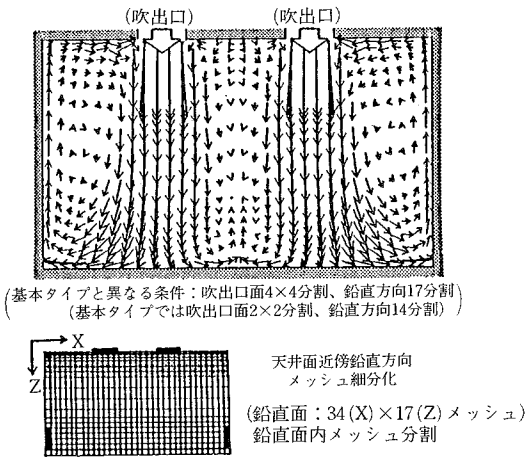 (吹出口) (吹出口)
(基本タイプと異なる条件：吹出口面4×4分割、鉛直方向17分割
(基本タイプでは吹出口面2×2分割、鉛直方向14分割))
X
Z
天井面近傍鉛直方向
メッシュ細分化
(鉛直面：34(X)×17(Z)メッシュ)
鉛直面内メッシュ分割